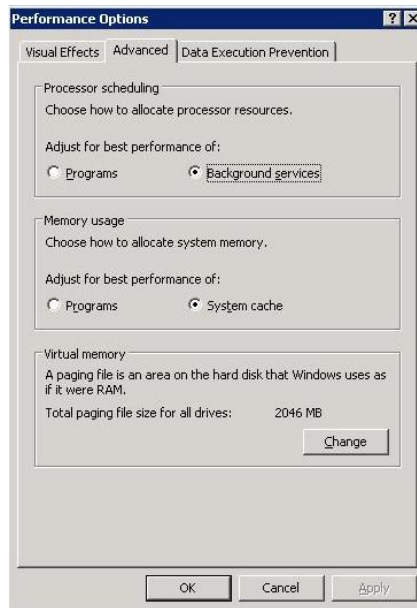 Performance Options
Visual Effects Advanced Data Execution Prevention
Processor scheduling
Choose how to allocate processor resources.
Adjust for best performance of:
Programs Background services
Memory usage
Choose how to allocate system memory.
Adjust for best performance of:
Programs System cache
Virtual memory
A paging file is an area on the hard disk that Windows uses as
if it were RAM.
Total paging file size for all drives: 2046 MB
Change
OK Cancel Apply